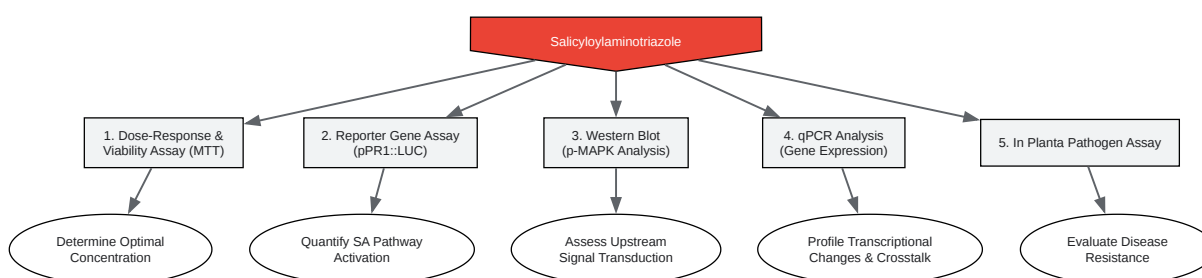 Salicyloylaminotriazole
1. Dose-Response &
Viability Assay (MTT)
2. Reporter Gene Assay
(pPR1::LUC)
3. Western Blot
(p-MAPK Analysis)
4. qPCR Analysis
(Gene Expression)
5. In Planta Pathogen Assay
Determine Optimal
Concentration
Quantify SA Pathway
Activation
Assess Upstream
Signal Transduction
Profile Transcriptional
Changes & Crosstalk
Evaluate Disease
Resistance